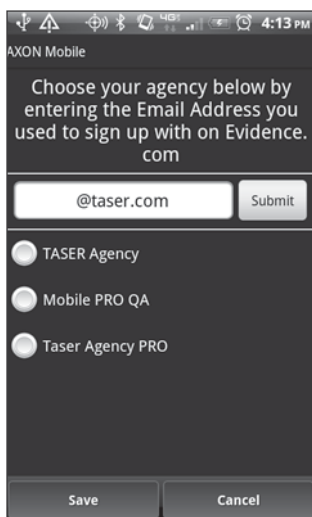 4G
4:13 PM
AXON Mobile
Choose your agency below by
entering the Email Address you
used to sign up with on Evidence.
com
@taser.com
Submit
TASER Agency
Mobile PRO QA
Taser Agency PRO
Save
Cancel